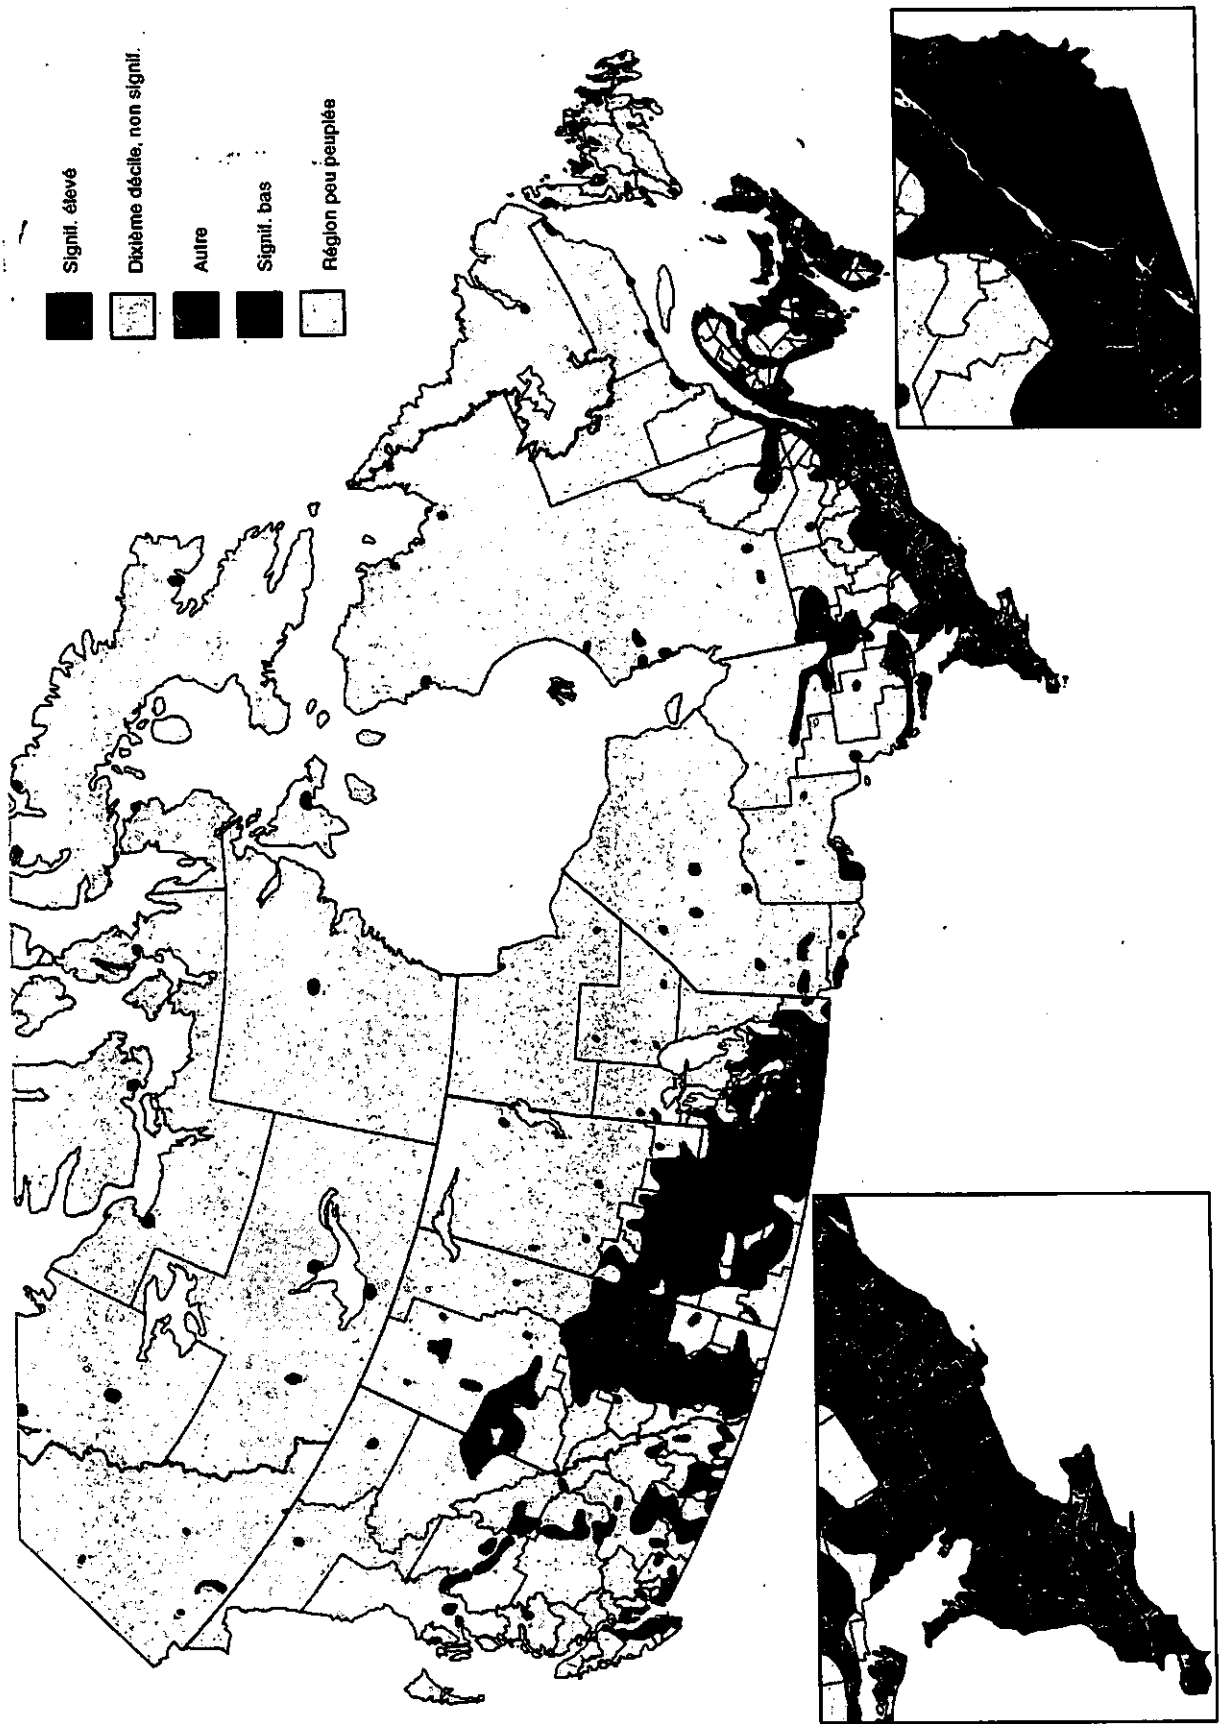 Signif. élevé
Dixième décile, non signif.
Autre
Signif. bas
Région peu peuplée